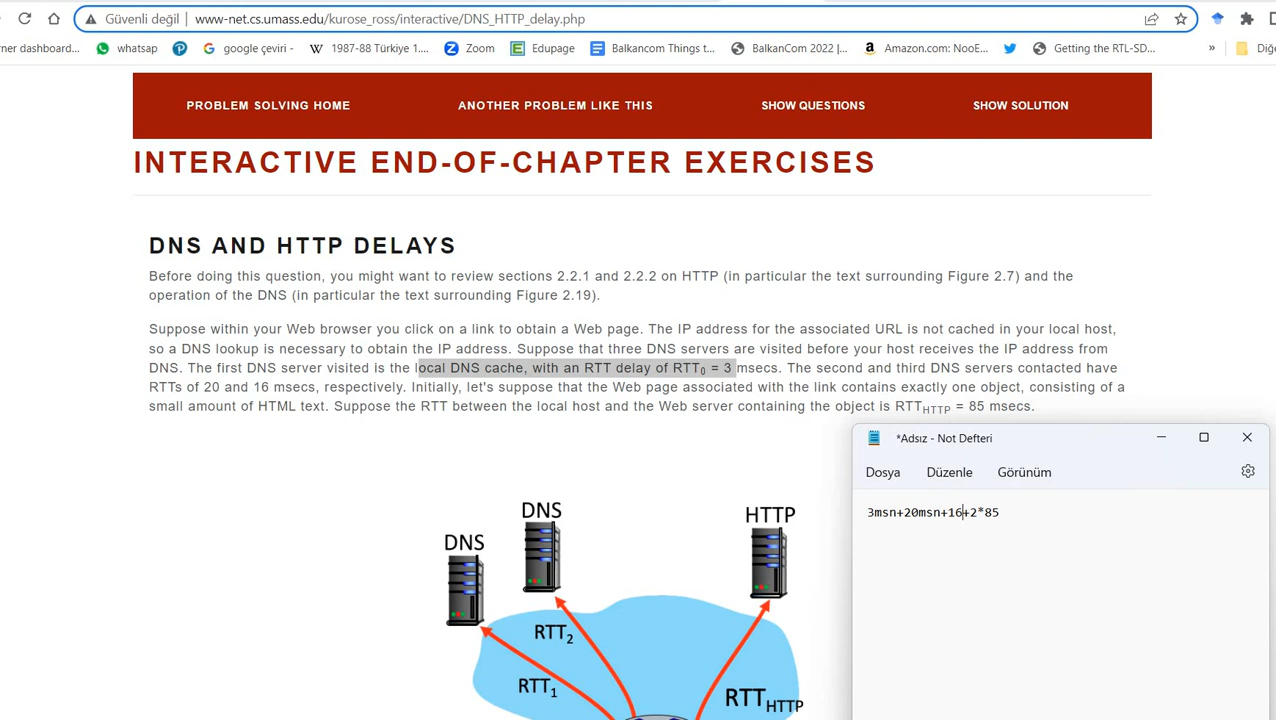 Güvenli değil www-net.cs.umass.edu/kurose_ross/interactive/DNS_HTTP_delay.php
rner dashboard... whatsap google çeviri - 1987-88 Türkiye 1.... Zoom Edupage Balkancom Things t... BalkanCom 2022 |... Amazon.com: NooE... Getting the RTL-SD... » Diğe
PROBLEM SOLVING HOME ANOTHER PROBLEM LIKE THIS SHOW QUESTIONS SHOW SOLUTION
INTERACTIVE END-OF-CHAPTER EXERCISES
DNS AND HTTP DELAYS
Before doing this question, you might want to review sections 2.2.1 and 2.2.2 on HTTP (in particular the text surrounding Figure 2.7) and the
operation of the DNS (in particular the text surrounding Figure 2.19).
Suppose within your Web browser you click on a link to obtain a Web page. The IP address for the associated URL is not cached in your local host,
so a DNS lookup is necessary to obtain the IP address. Suppose that three DNS servers are visited before your host receives the IP address from
DNS. The first DNS server visited is the local DNS cache, with an RTT delay of RTT₀ = 3 msecs. The second and third DNS servers contacted have
RTTs of 20 and 16 msecs, respectively. Initially, let's suppose that the Web page associated with the link contains exactly one object, consisting of a
small amount of HTML text. Suppose the RTT between the local host and the Web server containing the object is RTTHTTP = 85 msecs.
*Adsız - Not Defteri
Dosya Düzenle Görünüm
3msn+20msn+16+2*85
DNS
DNS
HTTP
RTT₂
RTT₁
RTTHTTP